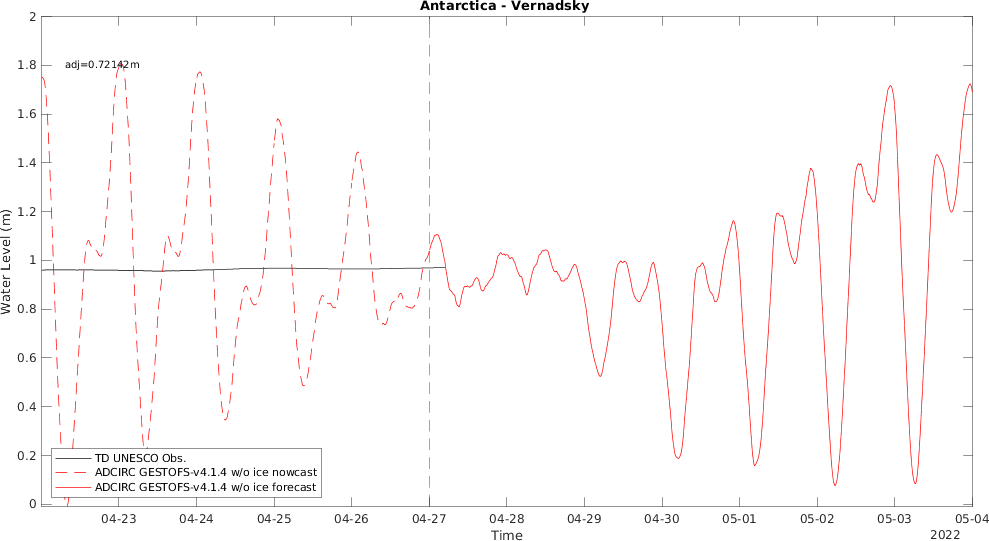 Antarctica - Vernadsky
adj=0.72142m
Water Level (m)
2
1.8
1.6
1.4
1.2
1
0.8
0.6
0.4
0.2
0
TD UNESCO Obs.
ADCIRC GESTOFS-v4.1.4 w/o ice nowcast
ADCIRC GESTOFS-v4.1.4 w/o ice forecast
04-23 04-24 04-25 04-26 04-27 04-28 04-29 04-30 05-01 05-02 05-03 05-04
Time
2022